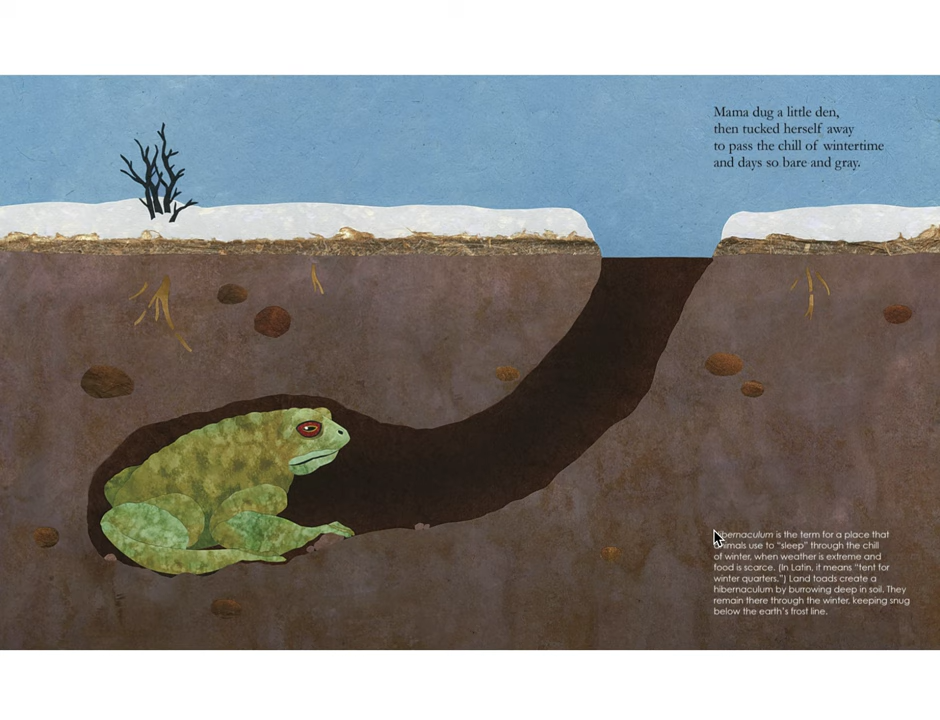 Mama dug a little den,
then tucked herself away
to pass the chill of wintertime
and days so bare and gray.
Hibernaculum is the term for a place that
animals use to “sleep” through the chill
of winter, when weather is extreme and
food is scarce. (In Latin, it means “tent for
winter quarters.”) Land toads create a
hibernaculum by burrowing deep in soil. They
remain there through the winter, keeping snug
below the earth’s frost line.